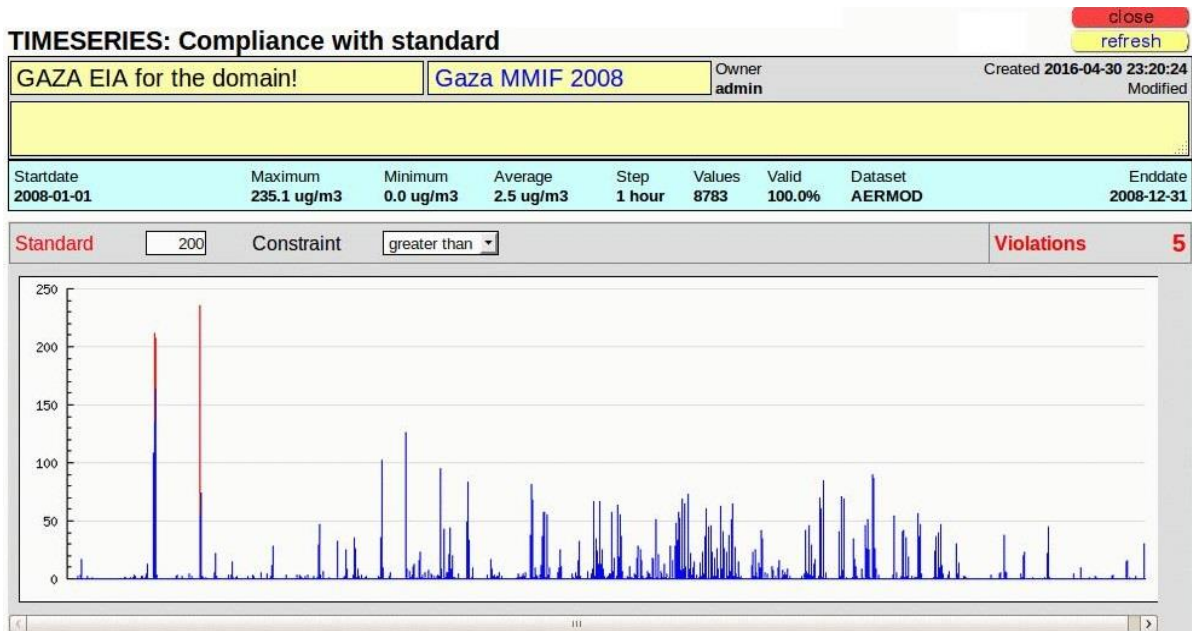 close
TIMESERIES: Compliance with standard
refresh
GAZA EIA for the domain!
Gaza MMIF 2008
Owner
admin
Created 2016-04-30 23:20:24
Modified
Startdate Maximum Minimum Average Step Values Valid Dataset Enddate
2008-01-01 235.1 ug/m3 0.0 ug/m3 2.5 ug/m3 1 hour 8783 100.0% AERMOD 2008-12-31
Standard 200 Constraint greater than Violations 5
250
200
150
100
50
0